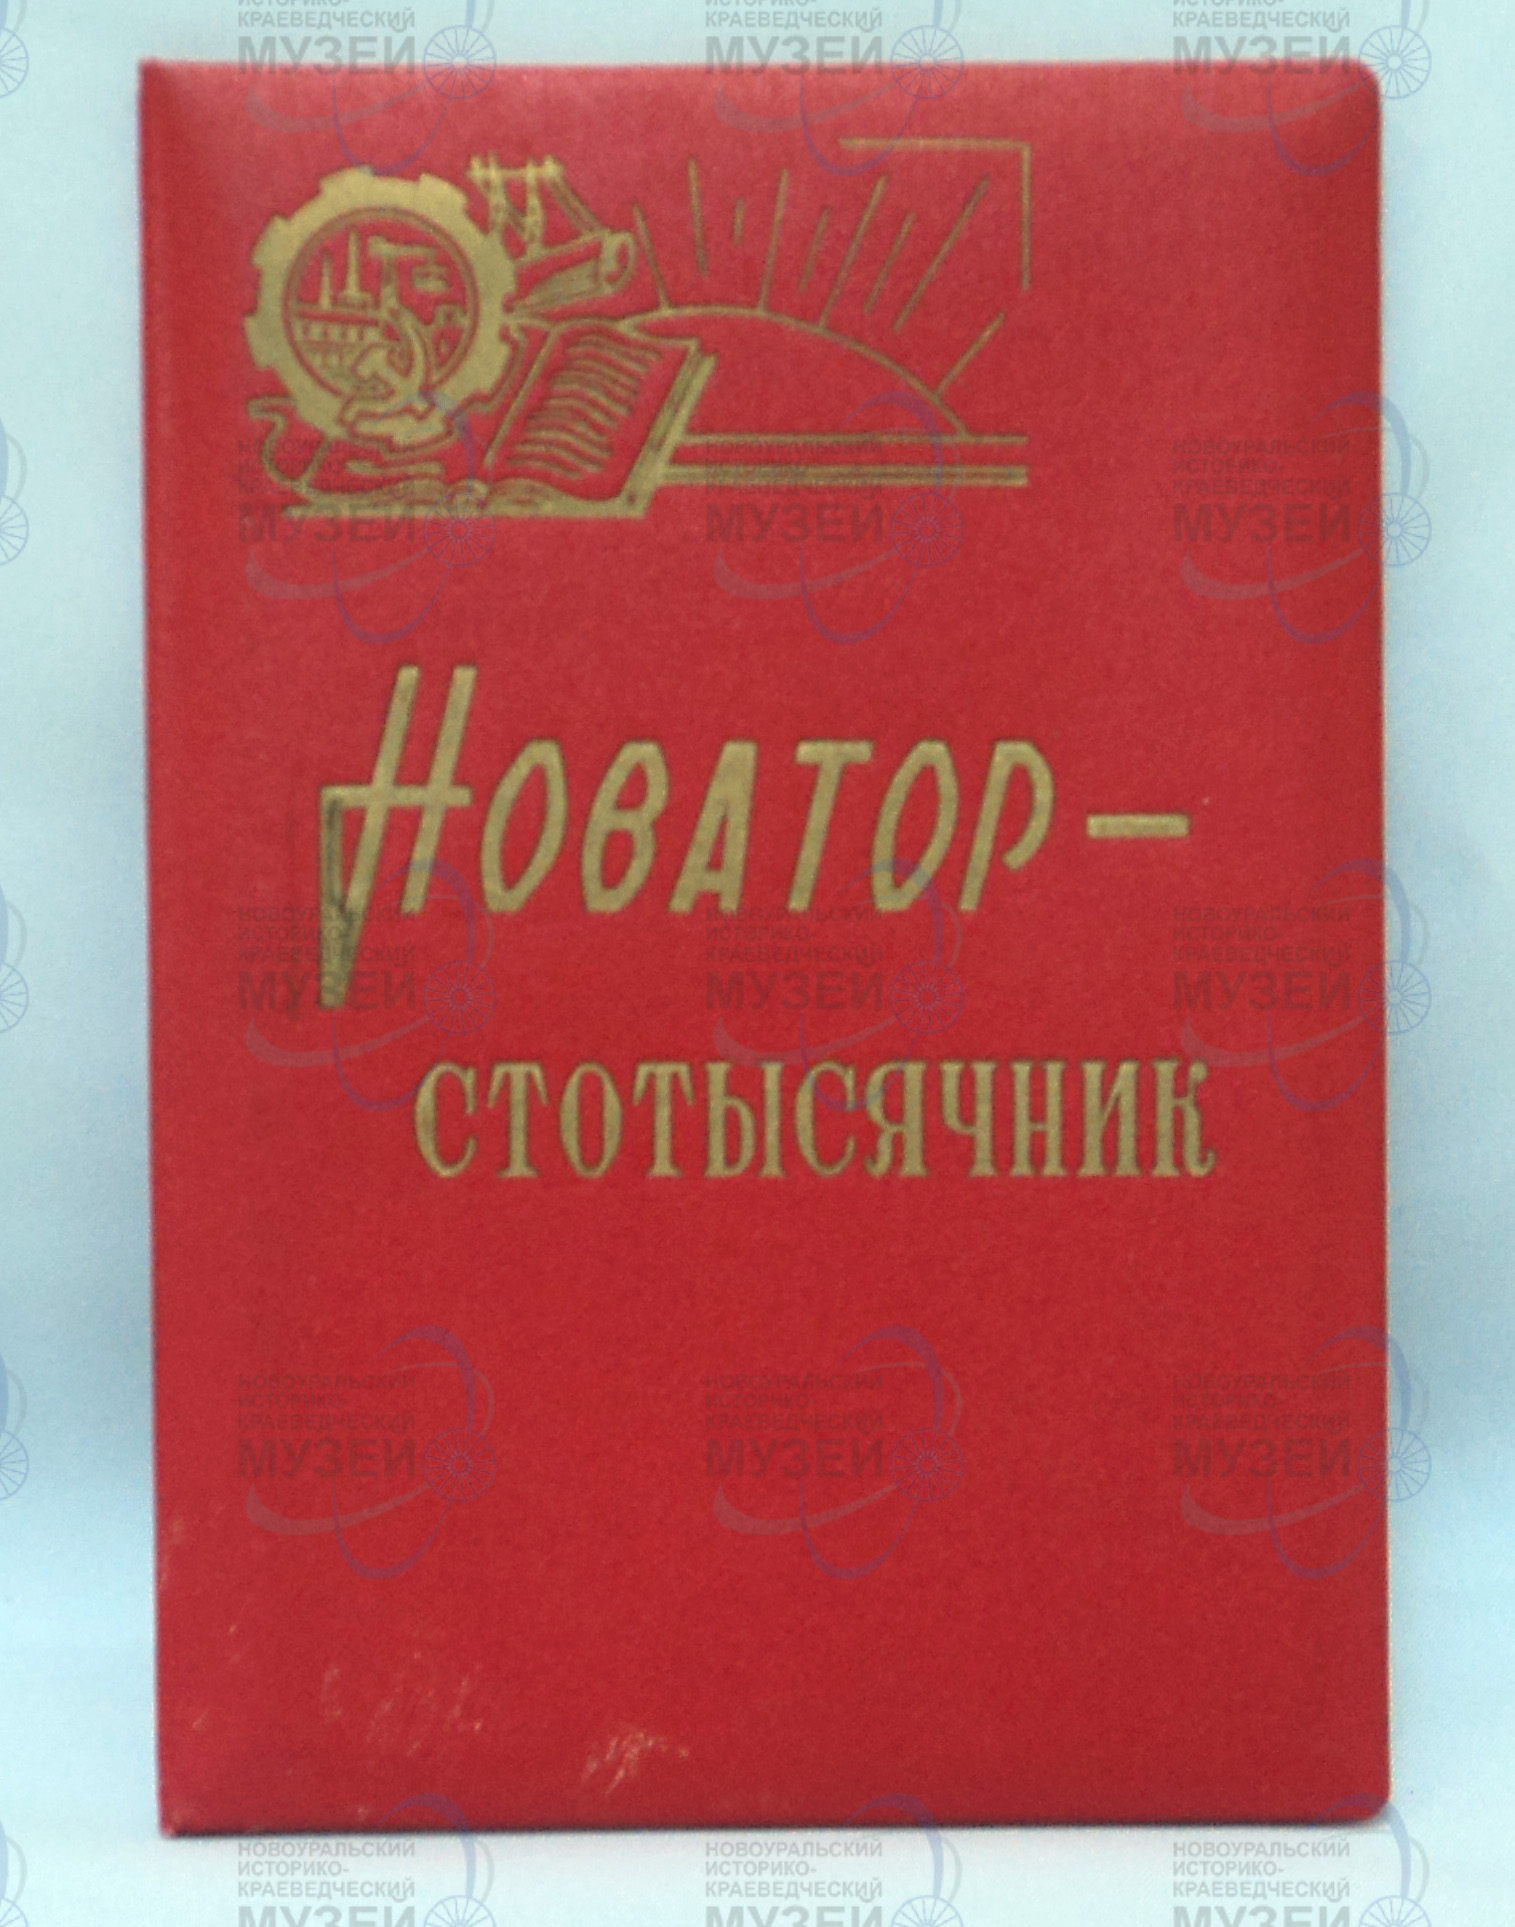 Новатор –
стотысячник
НОВОУРАЛЬСКИЙ
ИСТОРИКО-
КРАЕВЕДЧЕСКИЙ
МУЗЕЙ